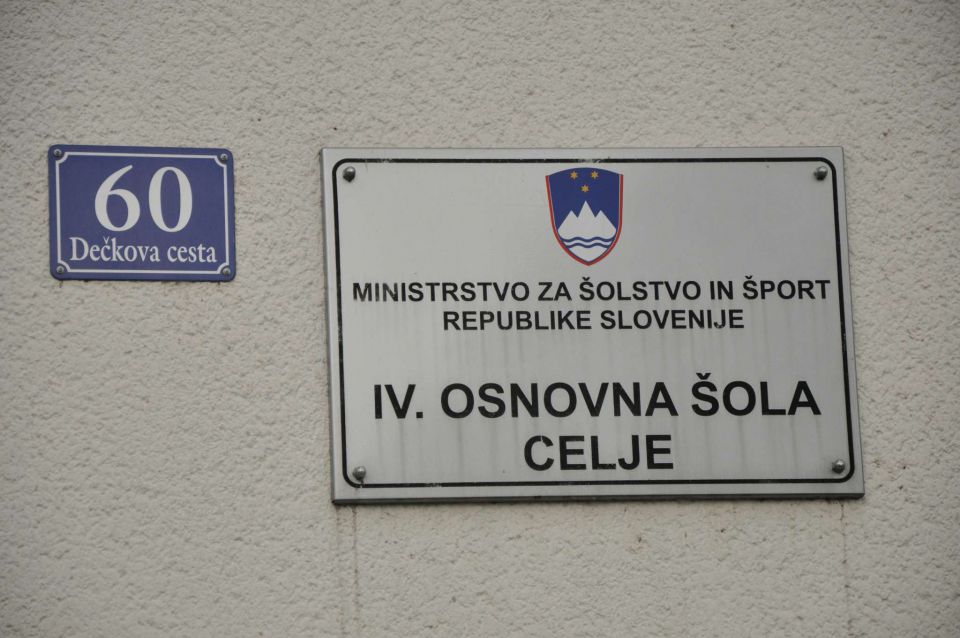 60
Dečkova cesta
MINISTRSTVO ZA ŠOLSTVO IN ŠPORT
REPUBLIKE SLOVENIJE
IV. OSNOVNA ŠOLA
CELJE